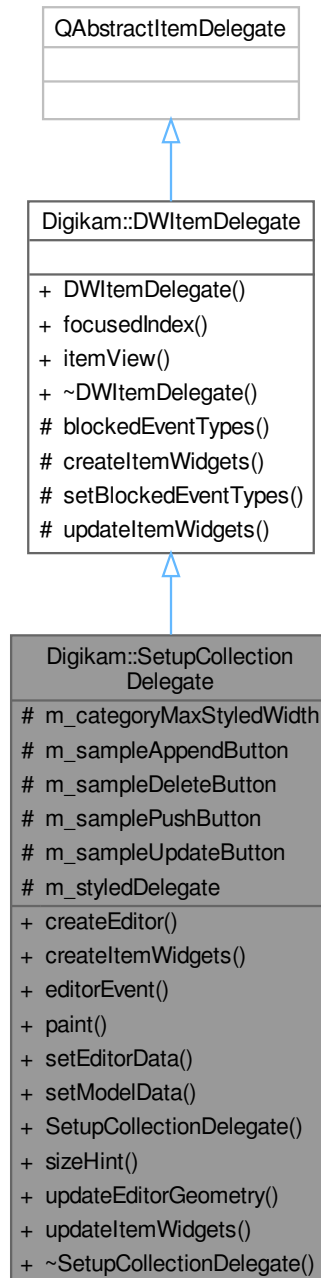 QAbstractItemDelegate
Digikam::DWItemDelegate
+ DWItemDelegate()
+ focusedIndex()
+ itemView()
+ ~DWItemDelegate()
# blockedEventTypes()
# createItemWidgets()
# setBlockedEventTypes()
# updateItemWidgets()
Digikam::SetupCollection
Delegate
# m_categoryMaxStyledWidth
# m_sampleAppendButton
# m_sampleDeleteButton
# m_samplePushButton
# m_sampleUpdateButton
# m_styledDelegate
+ createEditor()
+ createItemWidgets()
+ editorEvent()
+ paint()
+ setEditorData()
+ setModelData()
+ SetupCollectionDelegate()
+ sizeHint()
+ updateEditorGeometry()
+ updateItemWidgets()
+ ~SetupCollectionDelegate()